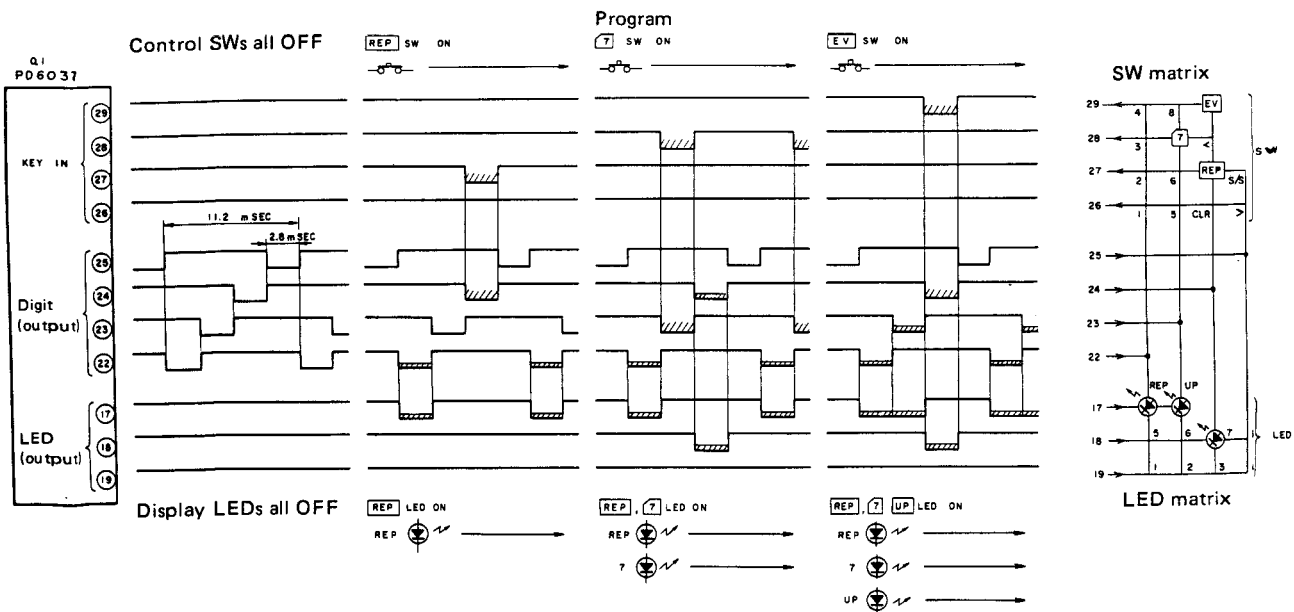 Program
Control SWs all OFF
REP SW ON
7 SW ON
EV SW ON
Q1
PD6037
SW matrix
KEY IN
29
28
27
26
11.2 mSEC
2.8mSEC
Digit
(output)
25
24
23
22
LED
(output)
17
18
19
29
4 8 EV
28
3 7 <
27
2 6 REP S/S
26
1 5 CLR >
SW
25
24
23
22
REP UP
17
18
5 6 7
19
1 2 3
LED
LED matrix
Display LEDs all OFF
REP LED ON
REP
REP , 7 LED ON
REP
7
REP , 7 UP LED ON
REP
7
UP